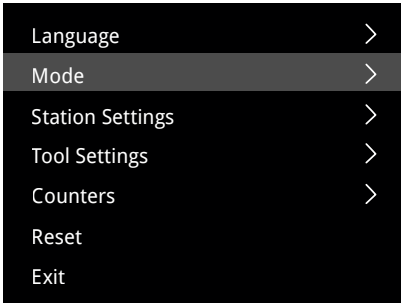 Language
Mode
Station Settings
Tool Settings
Counters
Reset
Exit